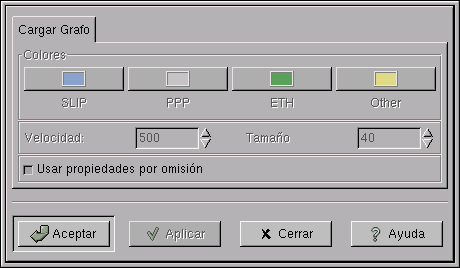 Cargar Grafo
Colores
SLIP PPP ETH Other
Velocidad: 500 Tamaño 40
Usar propiedades por omisión
Aceptar Aplicar Cerrar Ayuda